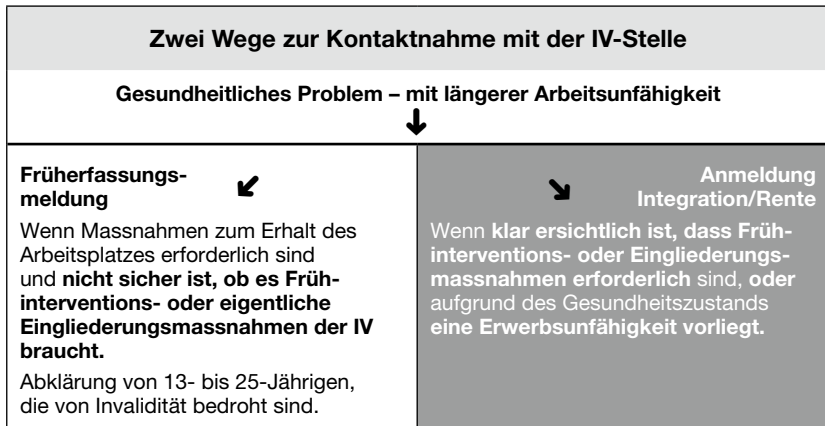 Zwei Wege zur Kontaktnahme mit der IV-Stelle
Gesundheitliches Problem – mit längerer Arbeitsunfähigkeit
Früherfassungs-
meldung
Wenn Massnahmen zum Erhalt des
Arbeitsplatzes erforderlich sind
und nicht sicher ist, ob es Früh-
interventions- oder eigentliche
Eingliederungsmassnahmen der IV
braucht.
Abklärung von 13- bis 25-Jährigen,
die von Invalidität bedroht sind.
Anmeldung
Integration/Rente
Wenn klar ersichtlich ist, dass Früh-
interventions- oder Eingliederungs-
massnahmen erforderlich sind, oder
aufgrund des Gesundheitszustands
eine Erwerbsunfähigkeit vorliegt.